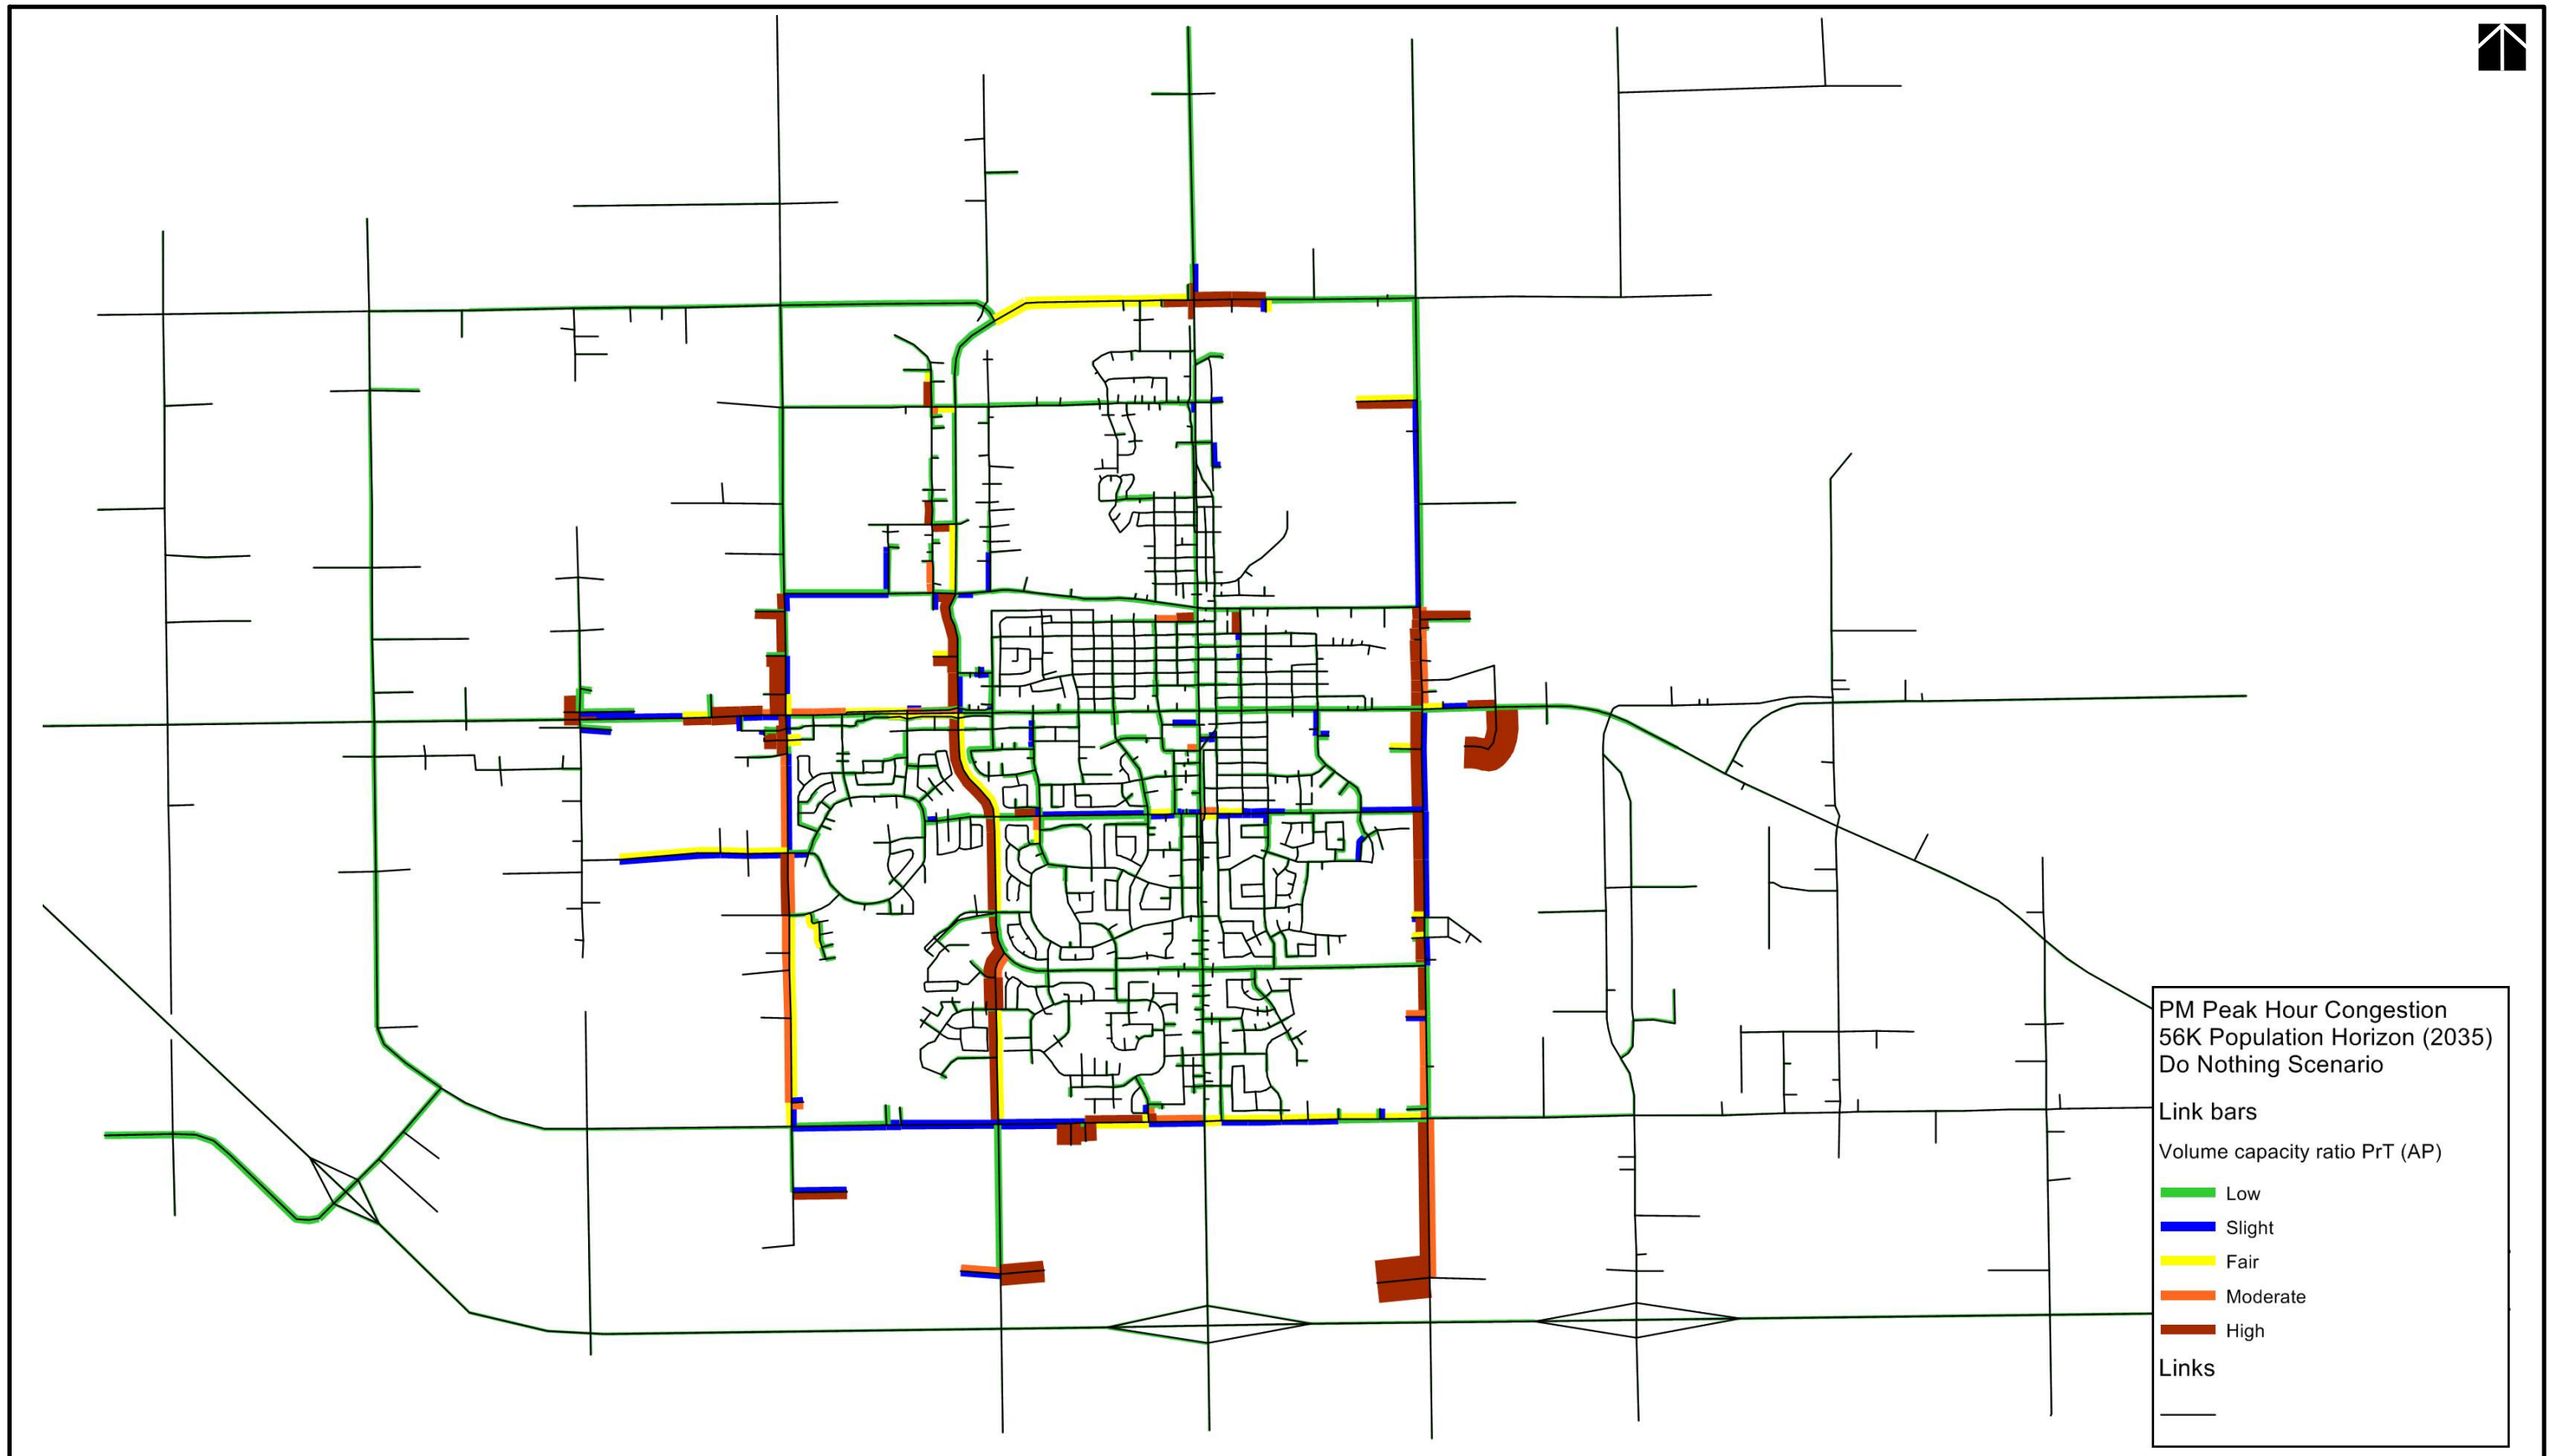 PM Peak Hour Congestion
56K Population Horizon (2035)
Do Nothing Scenario
Link bars
Volume capacity ratio PrT (AP)
Low
Slight
Fair
Moderate
High
Links